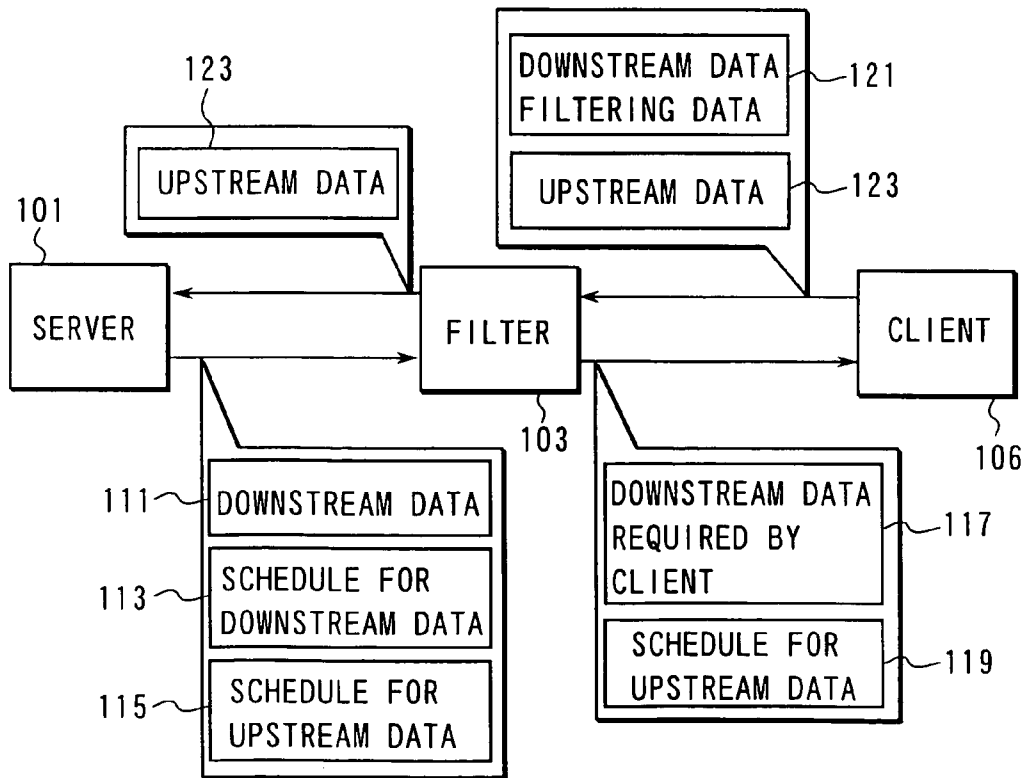 123
UPSTREAM DATA
DOWNSTREAM DATA
FILTERING DATA
121
UPSTREAM DATA
123
101
SERVER
FILTER
103
CLIENT
106
111
DOWNSTREAM DATA
113
SCHEDULE FOR
DOWNSTREAM DATA
115
SCHEDULE FOR
UPSTREAM DATA
DOWNSTREAM DATA
REQUIRED BY
CLIENT
117
SCHEDULE FOR
UPSTREAM DATA
119